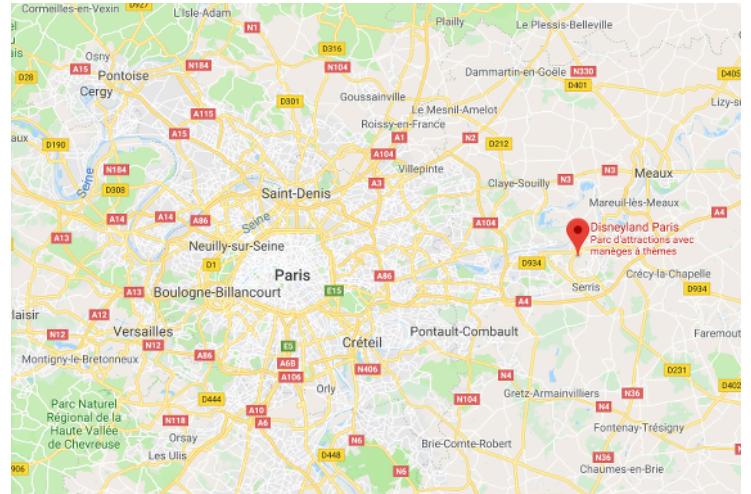 Cormeilles-en-Vexin
D927
L'Isle-Adam
N1
Plailly
Le Plessis-Belleville
Osny
A15
N184
D316
N104
Dammartin-en-Goële
N330
D401
D405
D28
Pontoise
Cergy
A115
D301
Goussainville
Le Mesnil-Amelot
Roissy-en-France
A15
A1
N2
D212
D190
N184
A104
Villepinte
N3
N3
Meaux
Seine
D308
Saint-Denis
A3
Claye-Souilly
Mareuil-lès-Meaux
A14
A14
A86
Seine
A104
A4
A13
Neuilly-sur-Seine
Disneyland Paris
Parc d'attractions avec
manèges à thèmes
D1
Paris
A86
D934
Crécy-la-Chapelle
A13
Boulogne-Billancourt
E15
Serris
D934
A12
A4
N12
Versailles
N12
E5
Créteil
Pontault-Combault
Montigny-le-Bretonneux
A86
A6B
A106
N406
N4
D231
D402
Orly
Parc Naturel
Régional de la
Haute Vallée
de Chevreuse
D444
A10
N104
Gretz-Armainvilliers
N36
N4
N118
A6
Fontenay-Trésigny
Orsay
N6
Brie-Comte-Robert
Les Ulis
D448
N36
N6
Chaumes-en-Brie